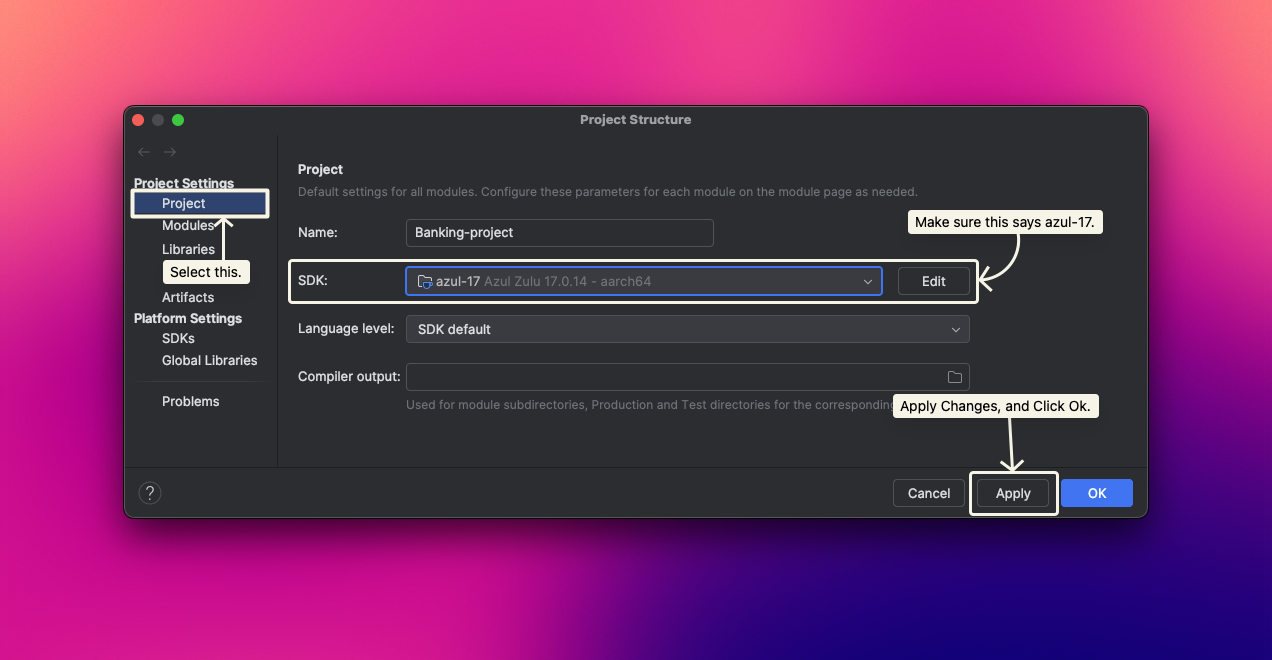 Project Structure
Project Settings
Project
Modules
Libraries
Select this.
Artifacts
Platform Settings
SDKs
Global Libraries
Problems
Project
Default settings for all modules. Configure these parameters for each module on the module page as needed.
Name: Banking-project
Make sure this says azul-17.
SDK: azul-17 Azul Zulu 17.0.14 - aarch64 Edit
Language level: SDK default
Compiler output:
Used for module subdirectories, Production and Test directories for the corresponding
Apply Changes, and Click Ok.
? Cancel Apply OK